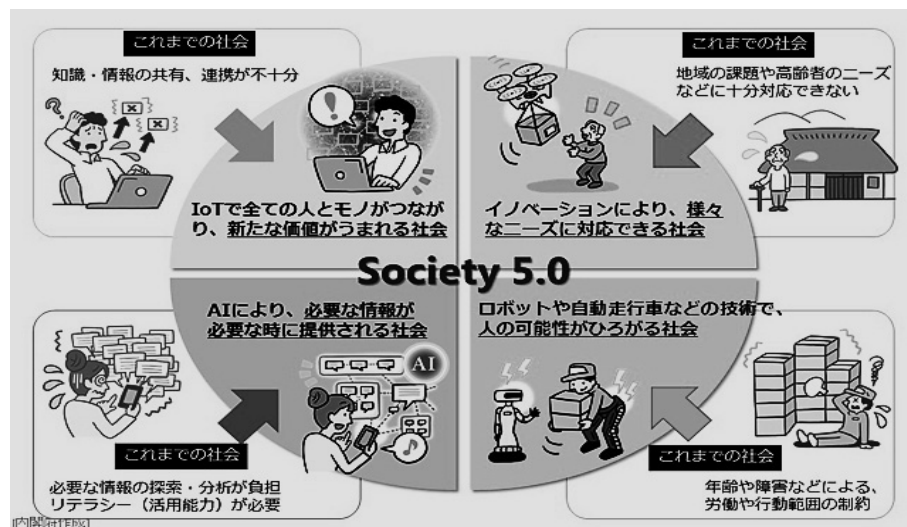 これまでの社会
知識・情報の共有、連携が不十分
IoTで全ての人とモノがつなが
り、新たな価値がうまれる社会
これまでの社会
地域の課題や高齢者のニーズ
などに十分対応できない
イノベーションにより、様々
なニーズに対応できる社会
Society 5.0
AIにより、必要な情報が
必要な時に提供される社会
AI
これまでの社会
必要な情報の探索・分析が負担
リテラシー(活用能力)が必要
ロボットや自動走行車などの技術で、
人の可能性がひろがる社会
これまでの社会
年齢や障害などによる、
労働や行動範囲の制約
[内閣府作成]